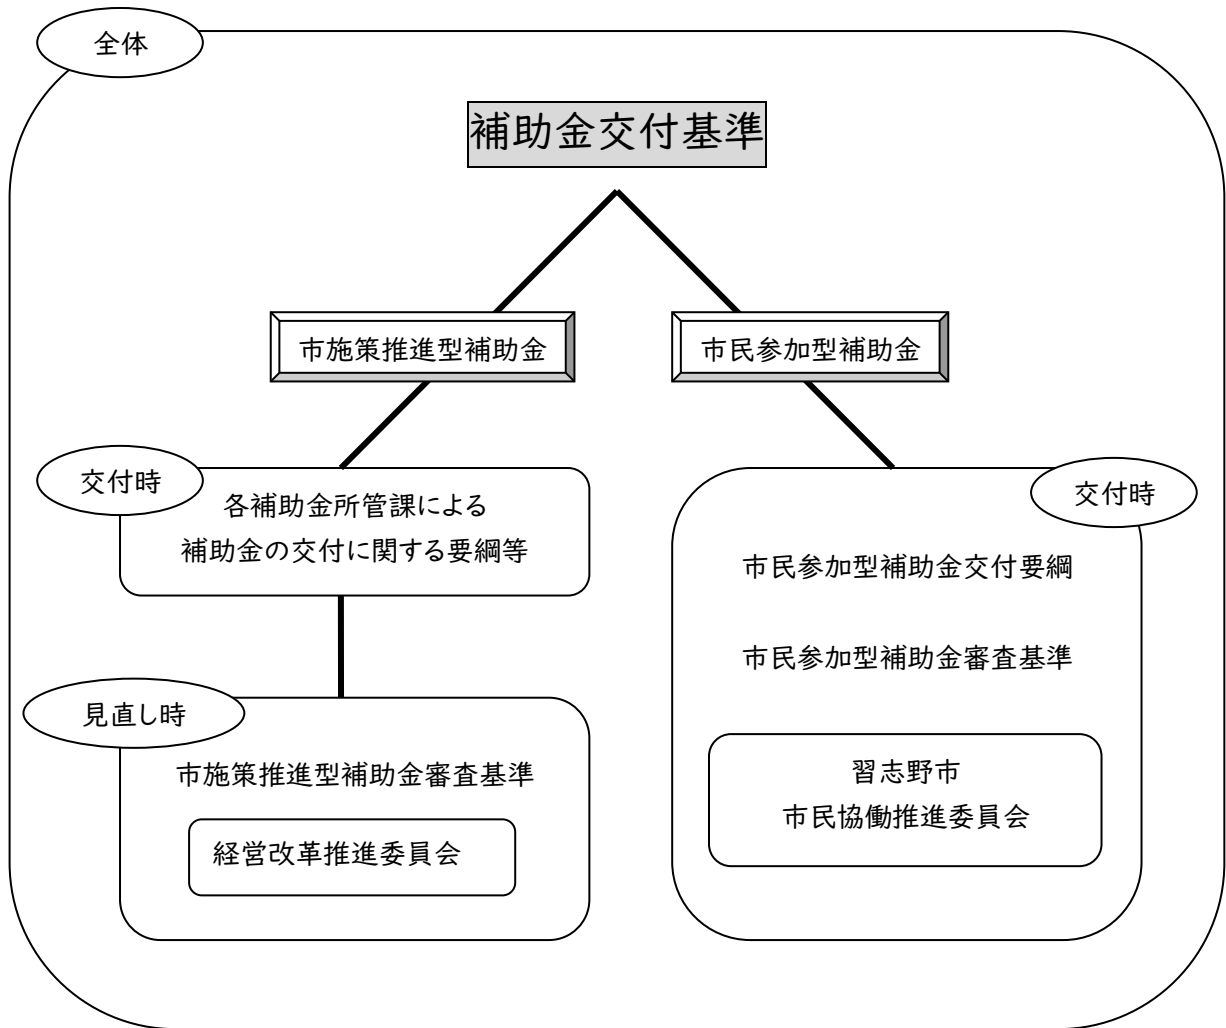 全体
補助金交付基準
市施策推進型補助金
市民参加型補助金
交付時
各補助金所管課による
補助金の交付に関する要綱等
見直し時
市施策推進型補助金審査基準
経営改革推進委員会
交付時
市民参加型補助金交付要綱
市民参加型補助金審査基準
習志野市
市民協働推進委員会